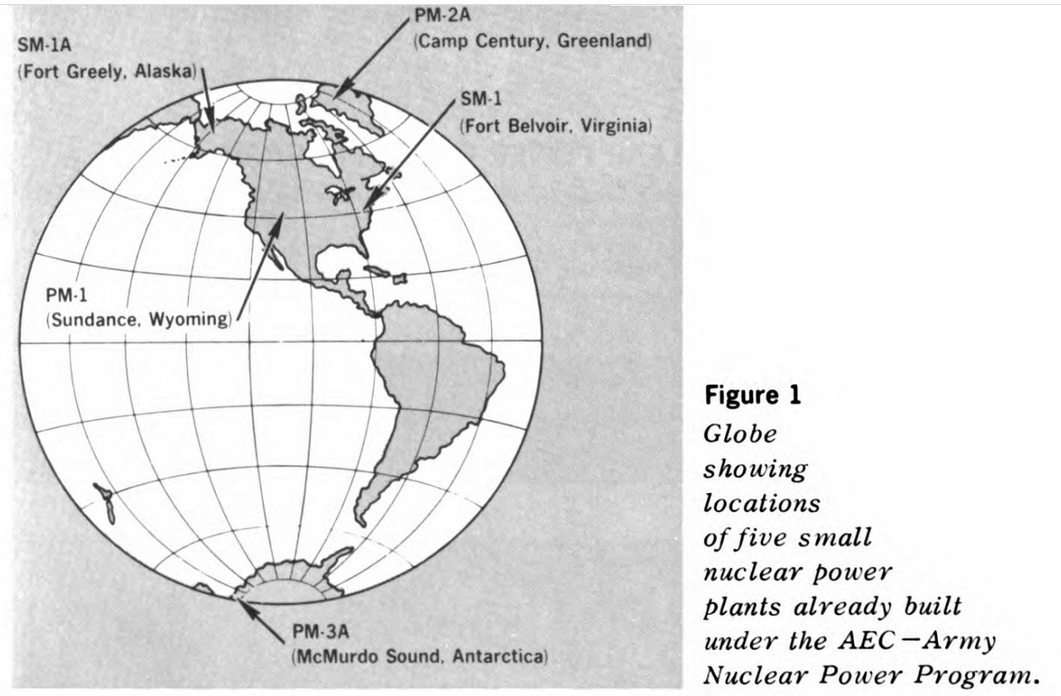 PM-2A
(Camp Century, Greenland)
SM-1A
(Fort Greely, Alaska)
SM-1
(Fort Belvoir, Virginia)
PM-1
(Sundance, Wyoming)
PM-3A
(McMurdo Sound, Antarctica)
Figure 1
Globe
showing
locations
of five small
nuclear power
plants already built
under the AEC—Army
Nuclear Power Program.